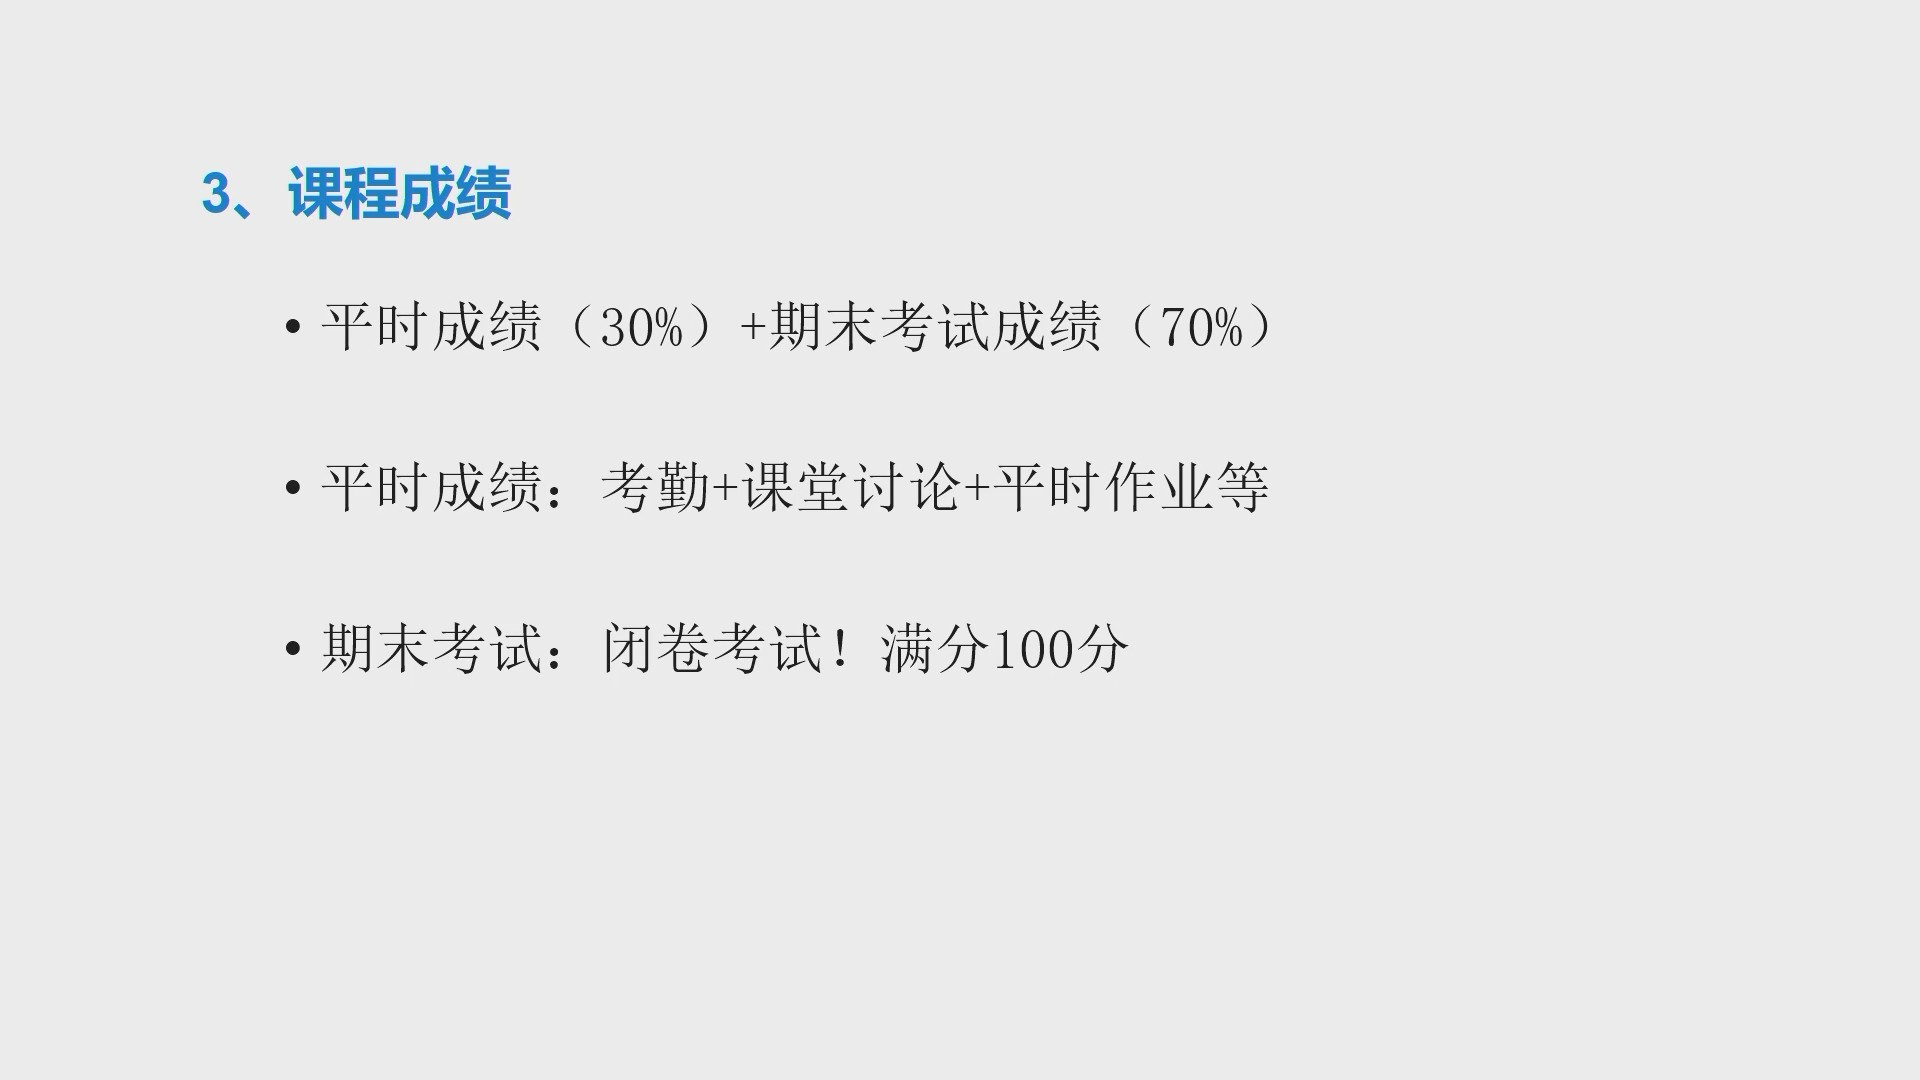 3、课程成绩
• 平时成绩（30%）+期末考试成绩（70%）
• 平时成绩：考勤+课堂讨论+平时作业等
• 期末考试：闭卷考试！满分100分